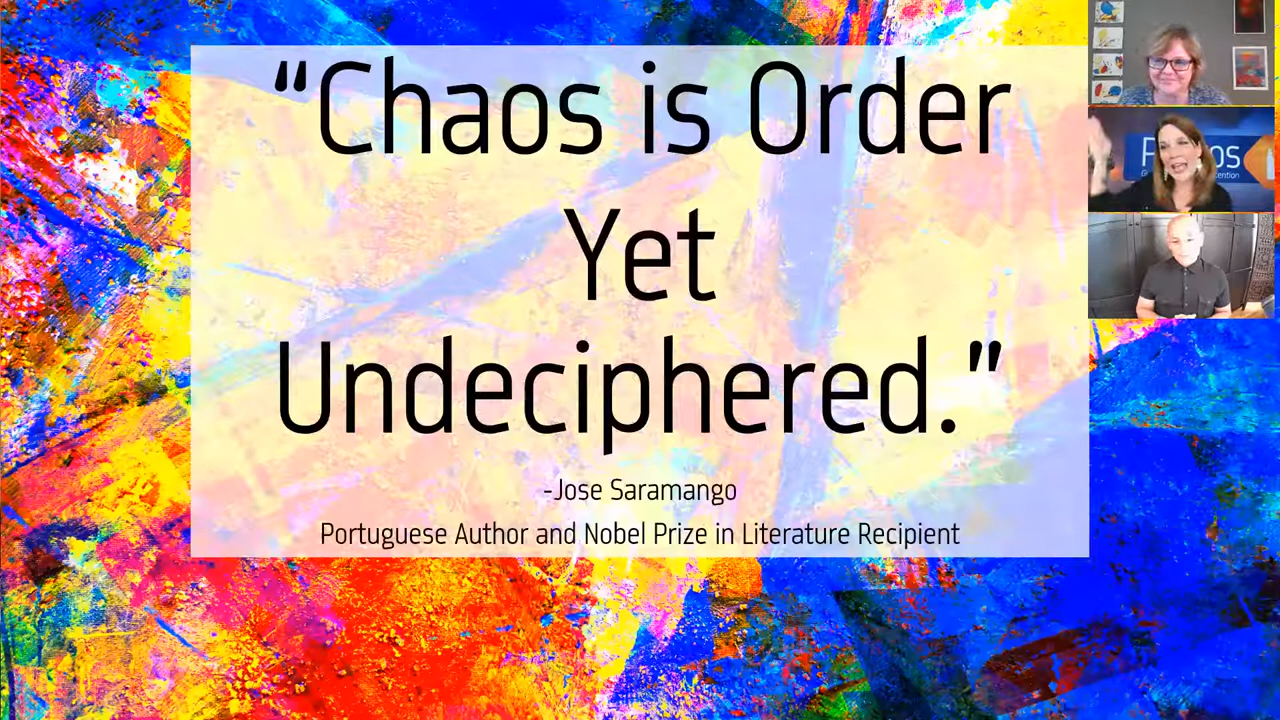 “Chaos is Order
Yet
Undeciphered.”
-Jose Saramango
Portuguese Author and Nobel Prize in Literature Recipient